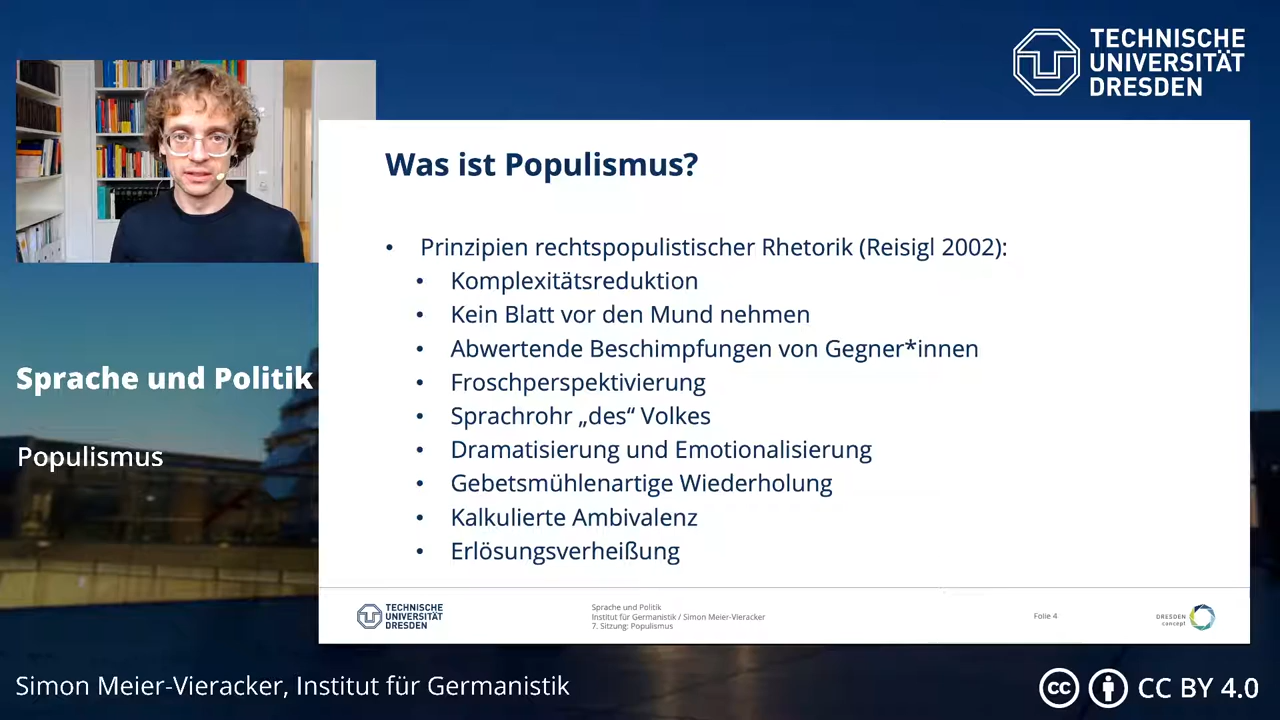 TECHNISCHE
UNIVERSITÄT
DRESDEN
Was ist Populismus?
• Prinzipien rechtspopulistischer Rhetorik (Reisigl 2002):
• Komplexitätsreduktion
• Kein Blatt vor den Mund nehmen
• Abwertende Beschimpfungen von Gegner*innen
• Froschperspektivierung
• Sprachrohr „des“ Volkes
• Dramatisierung und Emotionalisierung
• Gebetsmühlenartige Wiederholung
• Kalkulierte Ambivalenz
• Erlösungsverheißung
Sprache und Politik
Populismus
TECHNISCHE
UNIVERSITÄT
DRESDEN
Sprache und Politik
Institut für Germanistik / Simon Meier-Vieracker
7. Sitzung: Populismus
Folie 4
DRESDEN
concept
Simon Meier-Vieracker, Institut für Germanistik
cc
CC BY 4.0